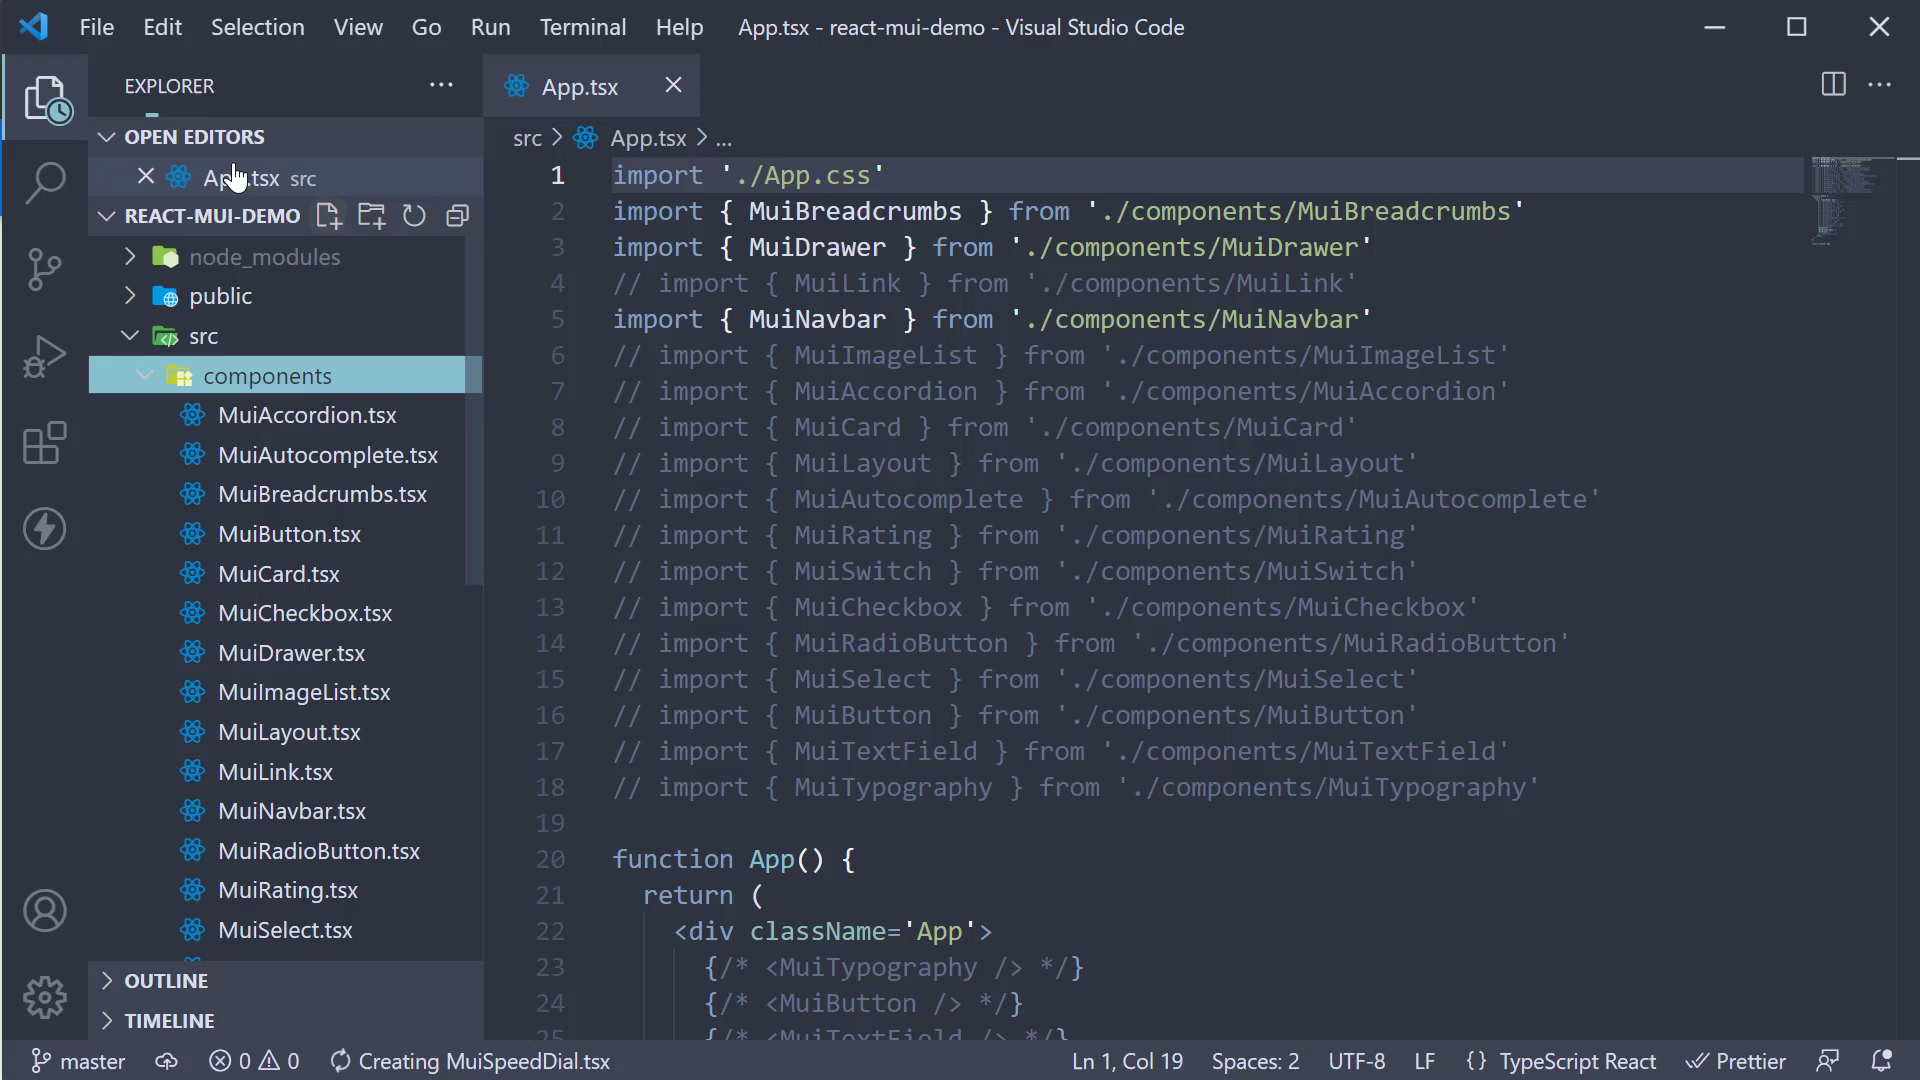 File Edit Selection View Go Run Terminal Help App.tsx - react-mui-demo - Visual Studio Code
EXPLORER
OPEN EDITORS
App.tsx src
REACT-MUI-DEMO
node_modules
public
src
components
MuiAccordion.tsx
MuiAutocomplete.tsx
MuiBreadcrumbs.tsx
MuiButton.tsx
MuiCard.tsx
MuiCheckbox.tsx
MuiDrawer.tsx
MuiImageList.tsx
MuiLayout.tsx
MuiLink.tsx
MuiNavbar.tsx
MuiRadioButton.tsx
MuiRating.tsx
MuiSelect.tsx
OUTLINE
TIMELINE
App.tsx
src > App.tsx > ...
1 import './App.css'
2 import { MuiBreadcrumbs } from './components/MuiBreadcrumbs'
3 import { MuiDrawer } from './components/MuiDrawer'
4 // import { MuiLink } from './components/MuiLink'
5 import { MuiNavbar } from './components/MuiNavbar'
6 // import { MuiImageList } from './components/MuiImageList'
7 // import { MuiAccordion } from './components/MuiAccordion'
8 // import { MuiCard } from './components/MuiCard'
9 // import { MuiLayout } from './components/MuiLayout'
10 // import { MuiAutocomplete } from './components/MuiAutocomplete'
11 // import { MuiRating } from './components/MuiRating'
12 // import { MuiSwitch } from './components/MuiSwitch'
13 // import { MuiCheckbox } from './components/MuiCheckbox'
14 // import { MuiRadioButton } from './components/MuiRadioButton'
15 // import { MuiSelect } from './components/MuiSelect'
16 // import { MuiButton } from './components/MuiButton'
17 // import { MuiTextField } from './components/MuiTextField'
18 // import { MuiTypography } from './components/MuiTypography'
19
20 function App() {
21 return (
22 <div className='App'>
23 {/* <MuiTypography /> */}
24 {/* <MuiButton /> */}
25 {/* <MuiTextField /> */}
master 0 0 Creating MuiSpeedDial.tsx Ln 1, Col 19 Spaces: 2 UTF-8 LF {} TypeScript React Prettier